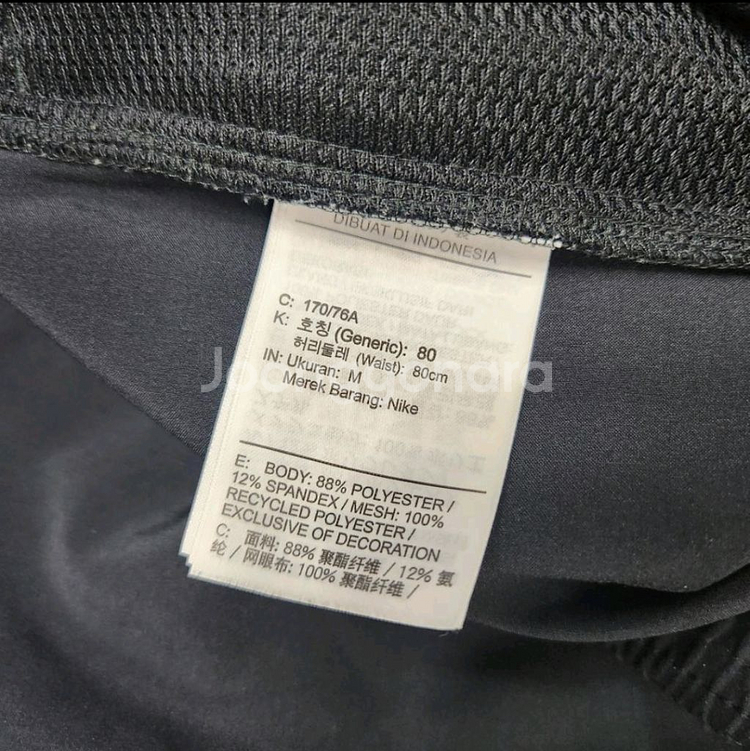 DIBUAT DI INDONESIA
C: 170/76A
K: 호칭 (Generic): 80
허리둘레 (Waist): 80cm
IN: Ukuran: M
Merek Barang: Nike
E: BODY: 88% POLYESTER /
12% SPANDEX / MESH: 100%
RECYCLED POLYESTER /
EXCLUSIVE OF DECORATION
C: 面料: 88% 聚酯纤维 / 12% 氨
纶 / 网眼布: 100% 聚酯纤维 /